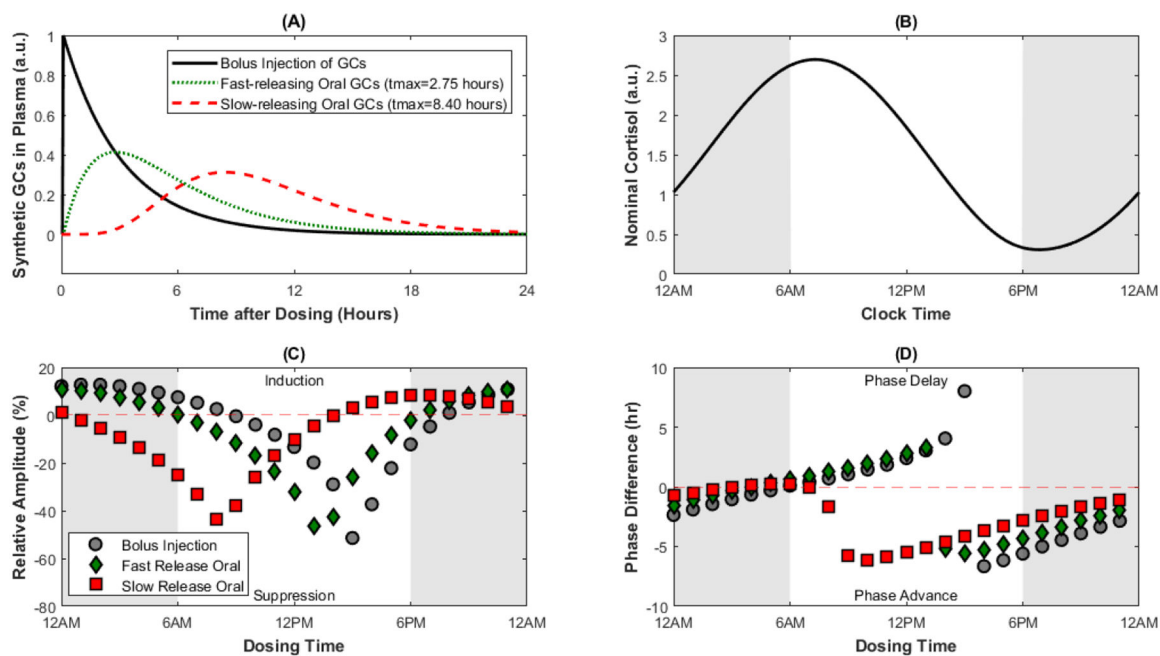 (A)
Synthetic GCs in Plasma (a.u.)
1
0.8
0.6
0.4
0.2
0
Bolus Injection of GCs
Fast-releasing Oral GCs (tmax=2.75 hours)
Slow-releasing Oral GCs (tmax=8.40 hours)
0 6 12 18 24
Time after Dosing (Hours)
(B)
Nominal Cortisol (a.u.)
3
2.5
2
1.5
1
0.5
0
12AM 6AM 12PM 6PM 12AM
Clock Time
(C)
Relative Amplitude (%)
20
0
-20
-40
-60
-80
Induction
Bolus Injection
Fast Release Oral
Slow Release Oral
Suppression
12AM 6AM 12PM 6PM 12AM
Dosing Time
(D)
Phase Difference (hr)
10
5
0
-5
-10
Phase Delay
Phase Advance
12AM 6AM 12PM 6PM 12AM
Dosing Time